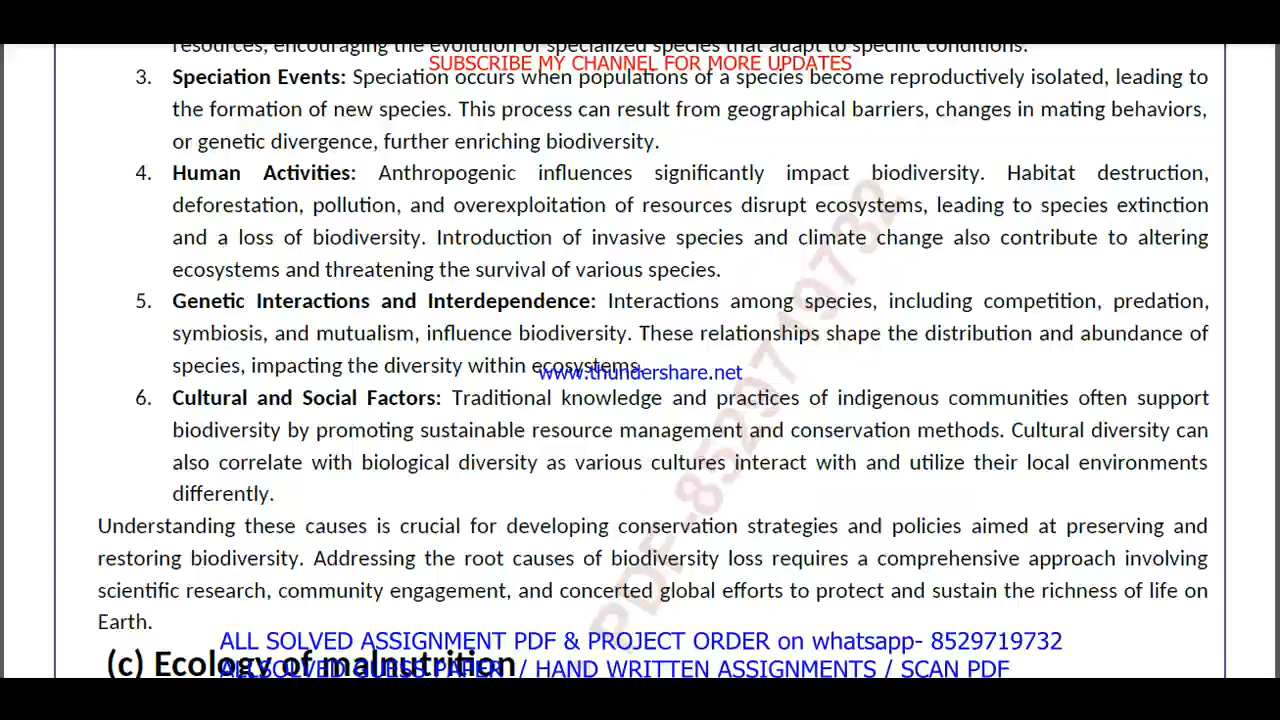 resources, encouraging the evolution of specialized species that adapt to specific conditions.
SUBSCRIBE MY CHANNEL FOR MORE UPDATES
3. Speciation Events: Speciation occurs when populations of a species become reproductively isolated, leading to
the formation of new species. This process can result from geographical barriers, changes in mating behaviors,
or genetic divergence, further enriching biodiversity.
4. Human Activities: Anthropogenic influences significantly impact biodiversity. Habitat destruction,
deforestation, pollution, and overexploitation of resources disrupt ecosystems, leading to species extinction
and a loss of biodiversity. Introduction of invasive species and climate change also contribute to altering
ecosystems and threatening the survival of various species.
5. Genetic Interactions and Interdependence: Interactions among species, including competition, predation,
symbiosis, and mutualism, influence biodiversity. These relationships shape the distribution and abundance of
species, impacting the diversity within ecosystems.
www.thundershare.net
6. Cultural and Social Factors: Traditional knowledge and practices of indigenous communities often support
biodiversity by promoting sustainable resource management and conservation methods. Cultural diversity can
also correlate with biological diversity as various cultures interact with and utilize their local environments
differently.
Understanding these causes is crucial for developing conservation strategies and policies aimed at preserving and
restoring biodiversity. Addressing the root causes of biodiversity loss requires a comprehensive approach involving
scientific research, community engagement, and concerted global efforts to protect and sustain the richness of life on
Earth.
PDF-8529719732
ALL SOLVED ASSIGNMENT PDF & PROJECT ORDER on whatsapp- 8529719732
(c) Ecology of malnutrition
ALL SOLVED GUESS PAPER / HAND WRITTEN ASSIGNMENTS / SCAN PDF